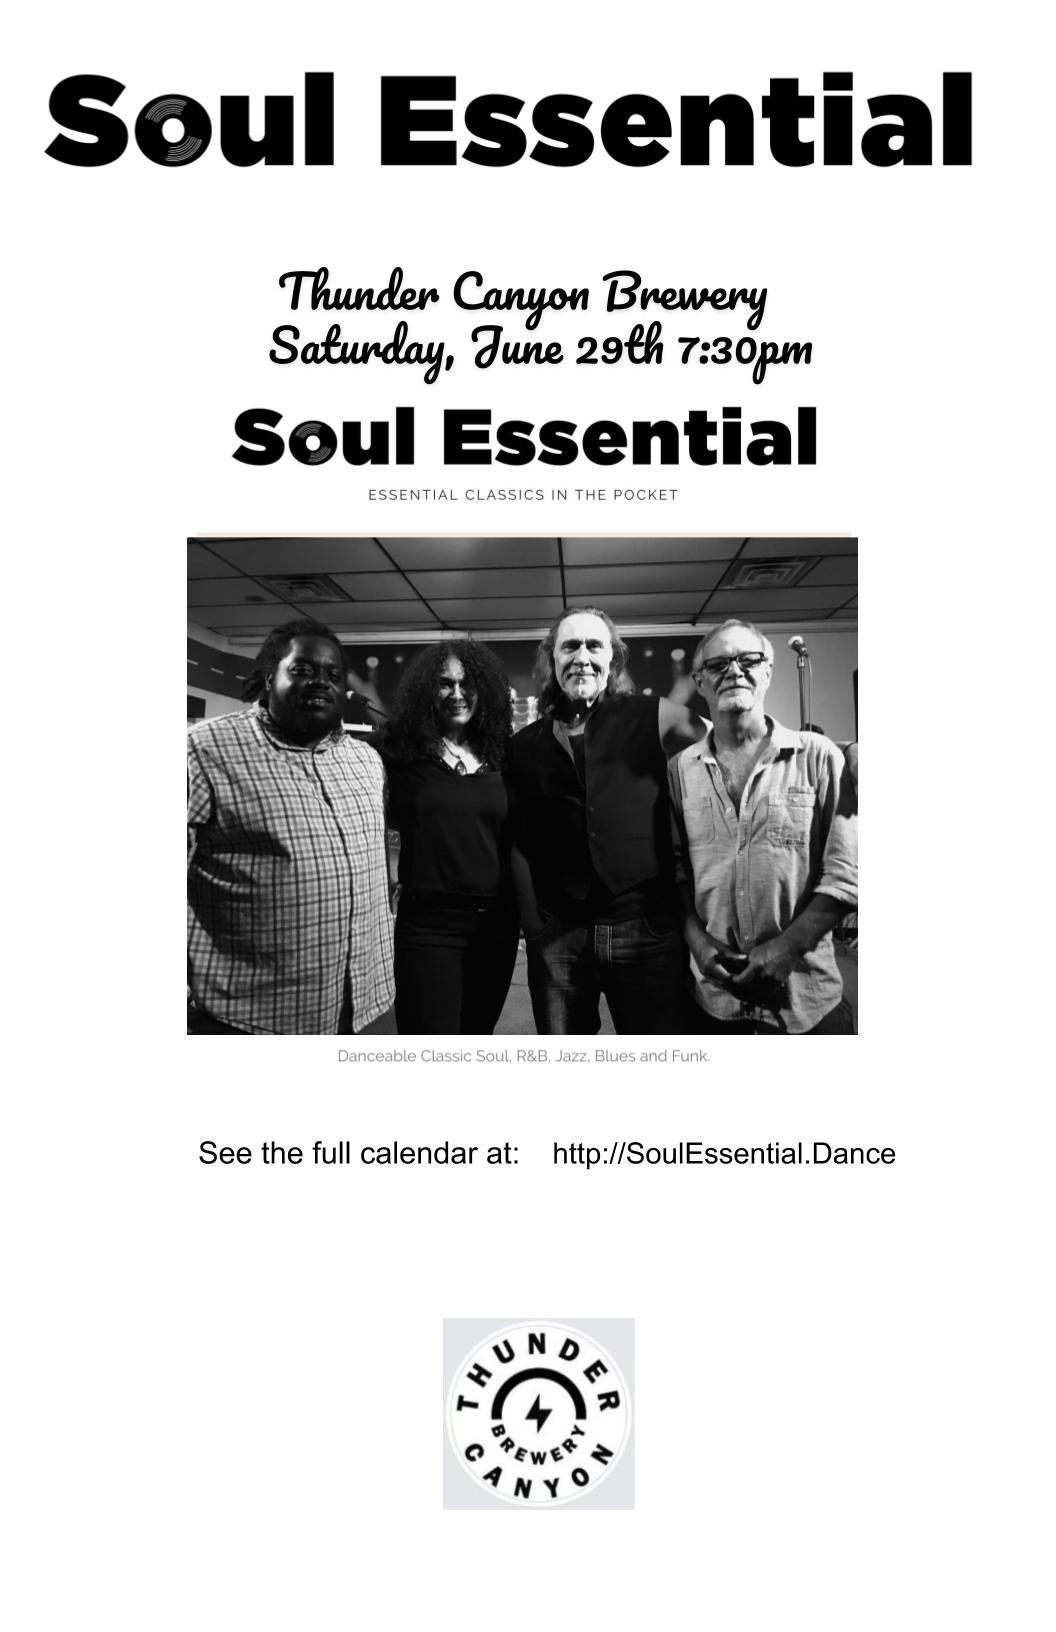 Soul Essential
Thunder Canyon Brewery
Saturday, June 29th 7:30pm
Soul Essential
ESSENTIAL CLASSICS IN THE POCKET
Danceable Classic Soul, R&B, Jazz, Blues and Funk.
See the full calendar at: http://SoulEssential.Dance
THUNDER
BREWERY
CANYON